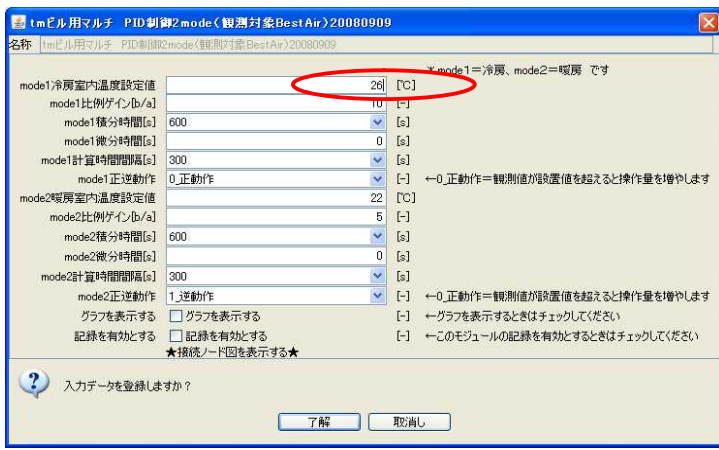 tmビル用マルチ PID制御2mode(観測対象BestAir)20080909
名称 tmビル用マルチ PID制御2mode(観測対象BestAir)20080909
*mode1=冷房、mode2=暖房 です
mode1冷房室内温度設定値 26 [℃]
mode1比例ゲイン[b/a] 10 [-]
mode1積分時間[s] 600 [s]
mode1微分時間[s] 0 [s]
mode1計算時間間隔[s] 300 [s]
mode1正逆動作 0_正動作 [-] ←0_正動作=観測値が設置値を超えると操作量を増やします
mode2暖房室内温度設定値 22 [℃]
mode2比例ゲイン[b/a] 5 [-]
mode2積分時間[s] 600 [s]
mode2微分時間[s] 0 [s]
mode2計算時間間隔[s] 300 [s]
mode2正逆動作 1_逆動作 [-] ←0_正動作=観測値が設置値を超えると操作量を増やします
グラフを表示する グラフを表示する [-] ←グラフを表示するときはチェックしてください
記録を有効とする 記録を有効とする [-] ←このモジュールの記録を有効とするときはチェックしてください
★接続ノード図を表示する★
入力データを登録しますか?
了解 取消し